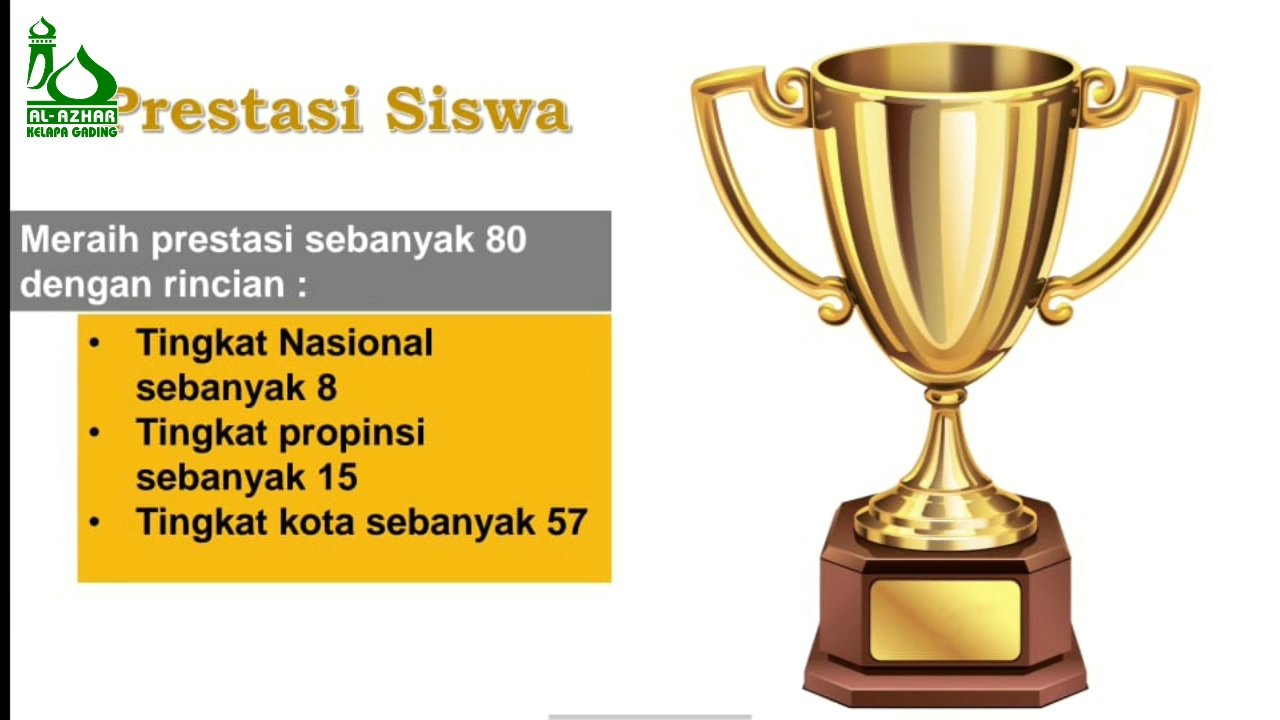 AL-AZHAR
KELAPA GADING
Prestasi Siswa
Meraih prestasi sebanyak 80
dengan rincian :
• Tingkat Nasional
sebanyak 8
• Tingkat propinsi
sebanyak 15
• Tingkat kota sebanyak 57